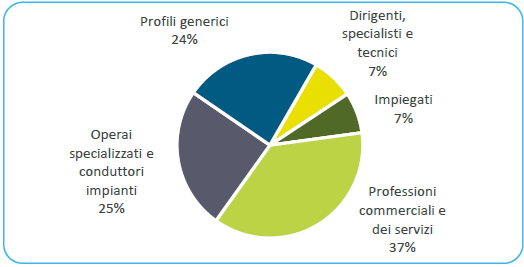 Profili generici
24%
Dirigenti,
specialisti e
tecnici
7%
Impiegati
7%
Operai
specializzati e
conduttori
impianti
25%
Professioni
commerciali e
dei servizi
37%